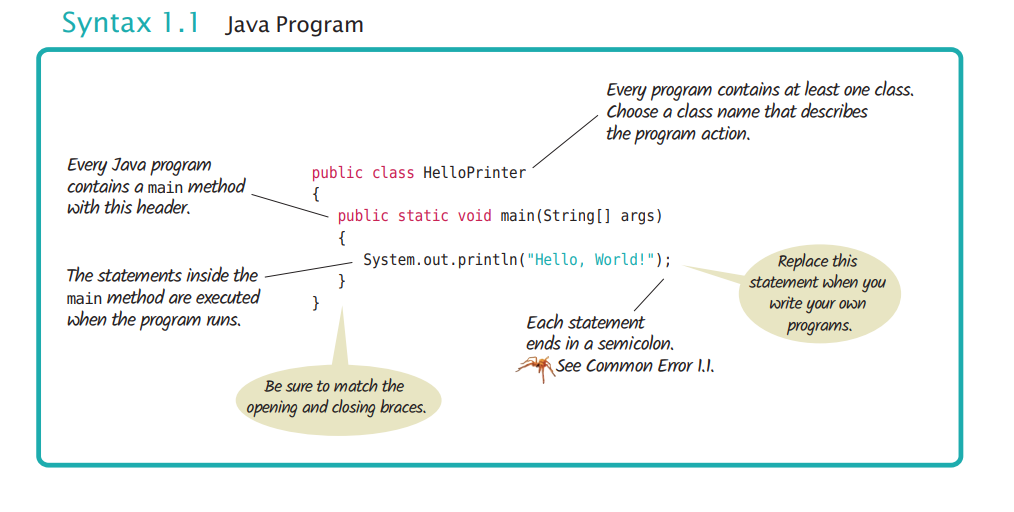 Syntax 1.1 Java Program
Every program contains at least one class.
Choose a class name that describes
the program action.
Every Java program
contains a main method
with this header.
public class HelloPrinter
{
public static void main(String[] args)
{
System.out.println("Hello, World!");
}
}
The statements inside the
main method are executed
when the program runs.
Replace this
statement when you
write your own
programs.
Each statement
ends in a semicolon.
See Common Error 1.1.
Be sure to match the
opening and closing braces.